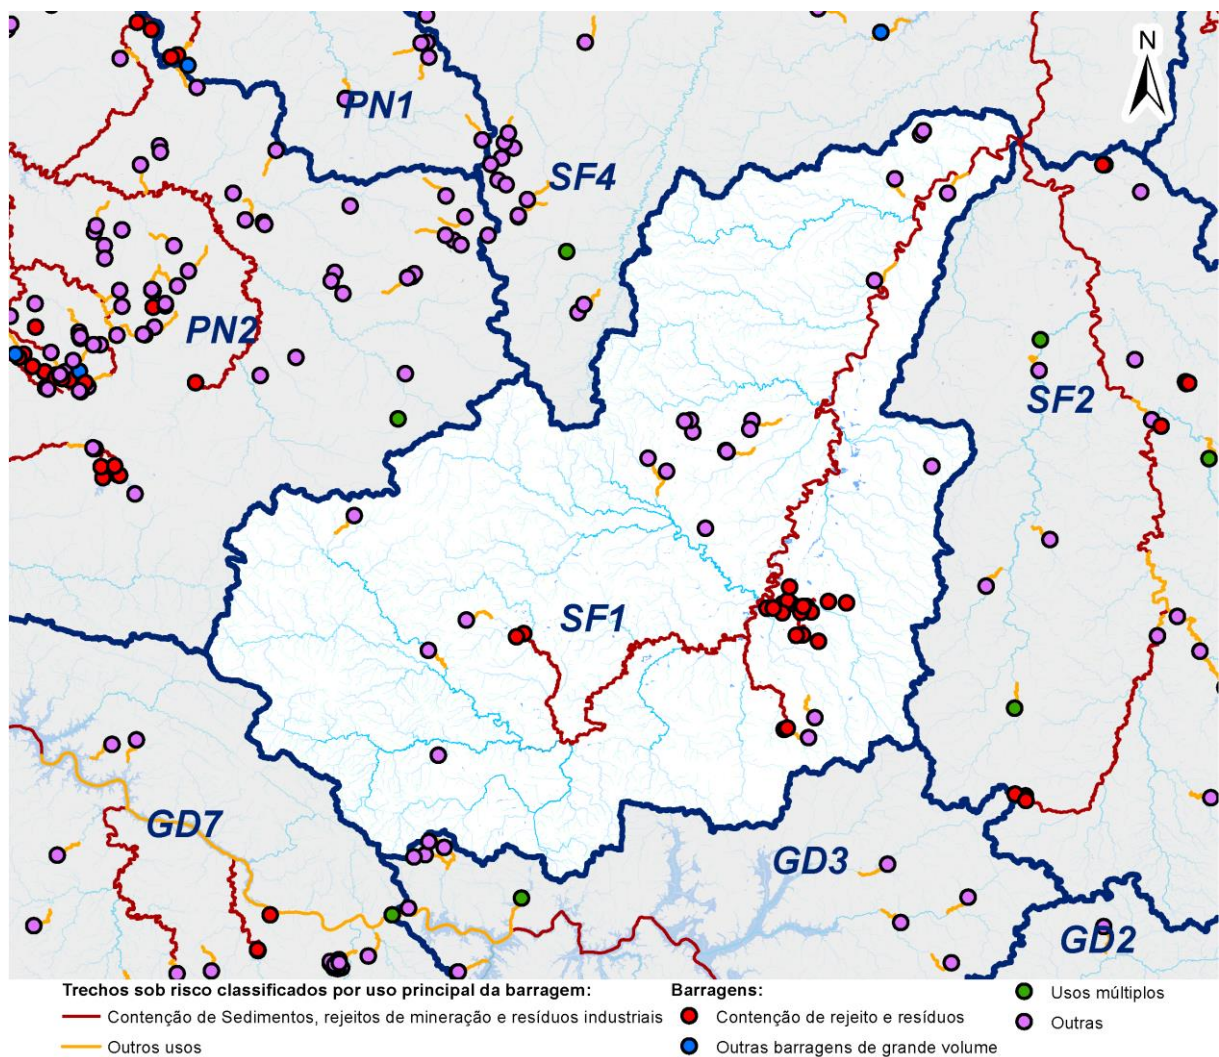 N
PN1
SF4
PN2
SF2
SF1
GD7
GD3
GD2
Trechos sob risco classificados por uso principal da barragem:
Contenção de Sedimentos, rejeitos de mineração e resíduos industriais
Outros usos
Barragens:
Contenção de rejeito e resíduos
Outras barragens de grande volume
Usos múltiplos
Outras